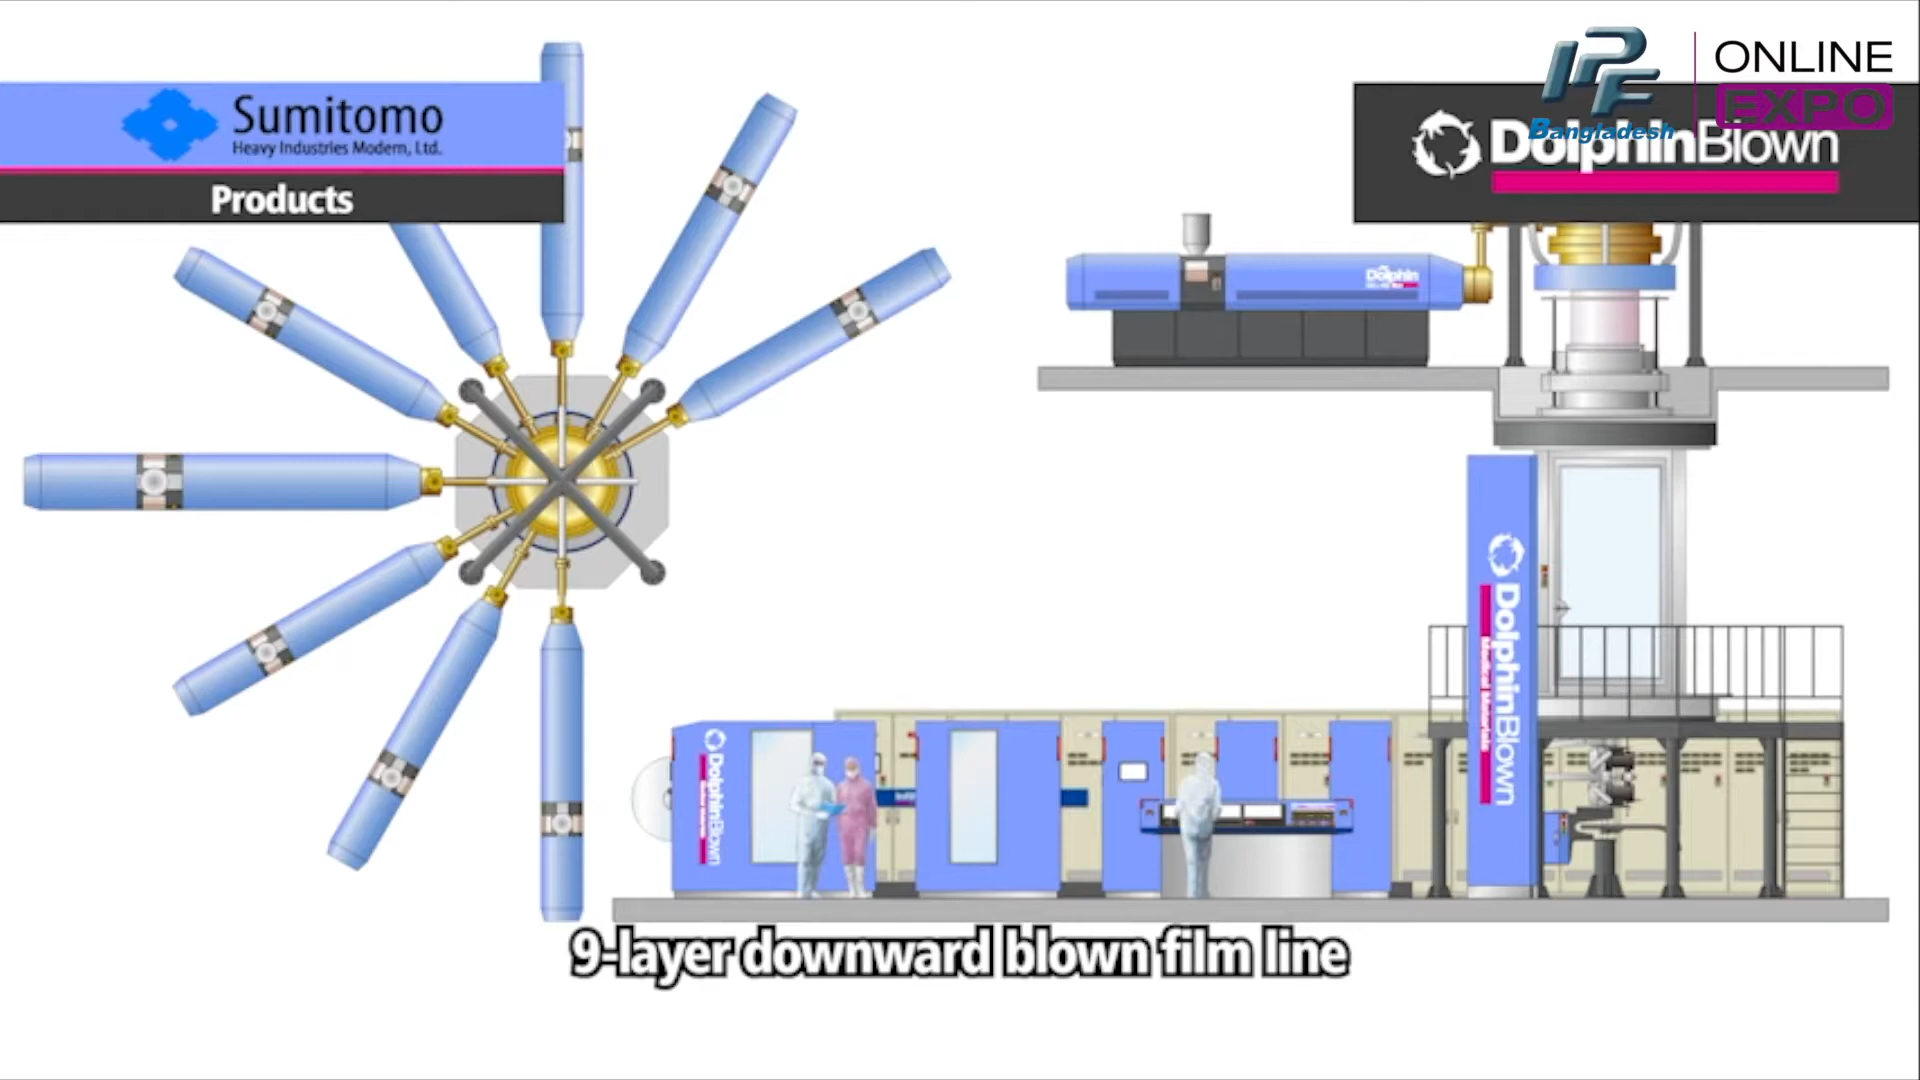 Sumitomo
Heavy Industries Modern, Ltd.
Products
IPF
Bangladesh
ONLINE
EXPO
DolphinBlown
Dolphin
DolphinBlown
Medical Materials
DolphinBlown
9-layer downward blown film line